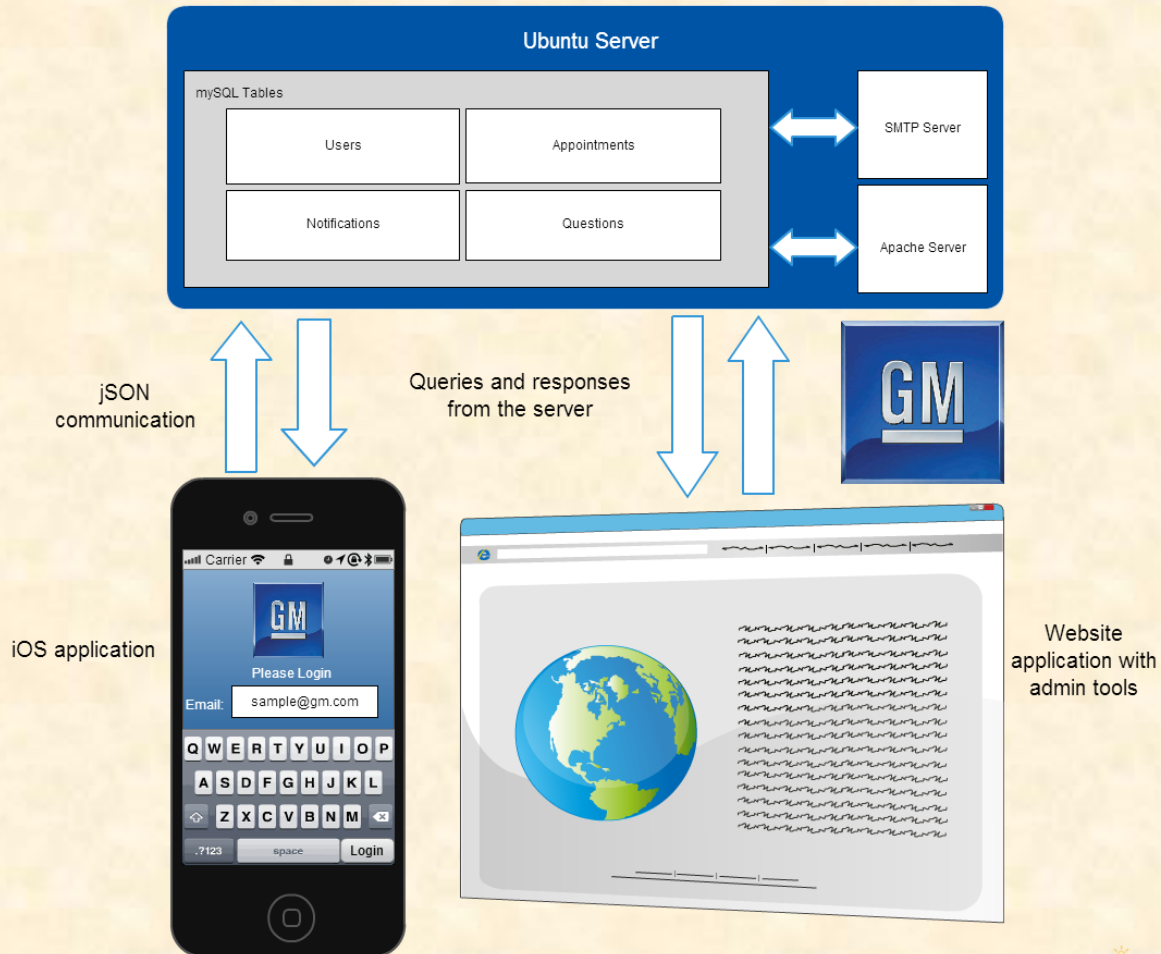 Ubuntu Server
mySQL Tables
Users
Appointments
Notifications
Questions
SMTP Server
Apache Server
jSON
communication
Queries and responses
from the server
GM
Carrier
GM
Please Login
Email: sample@gm.com
Q W E R T Y U I O P
A S D F G H J K L
Z X C V B N M
.?123 space Login
iOS application
Website
application with
admin tools